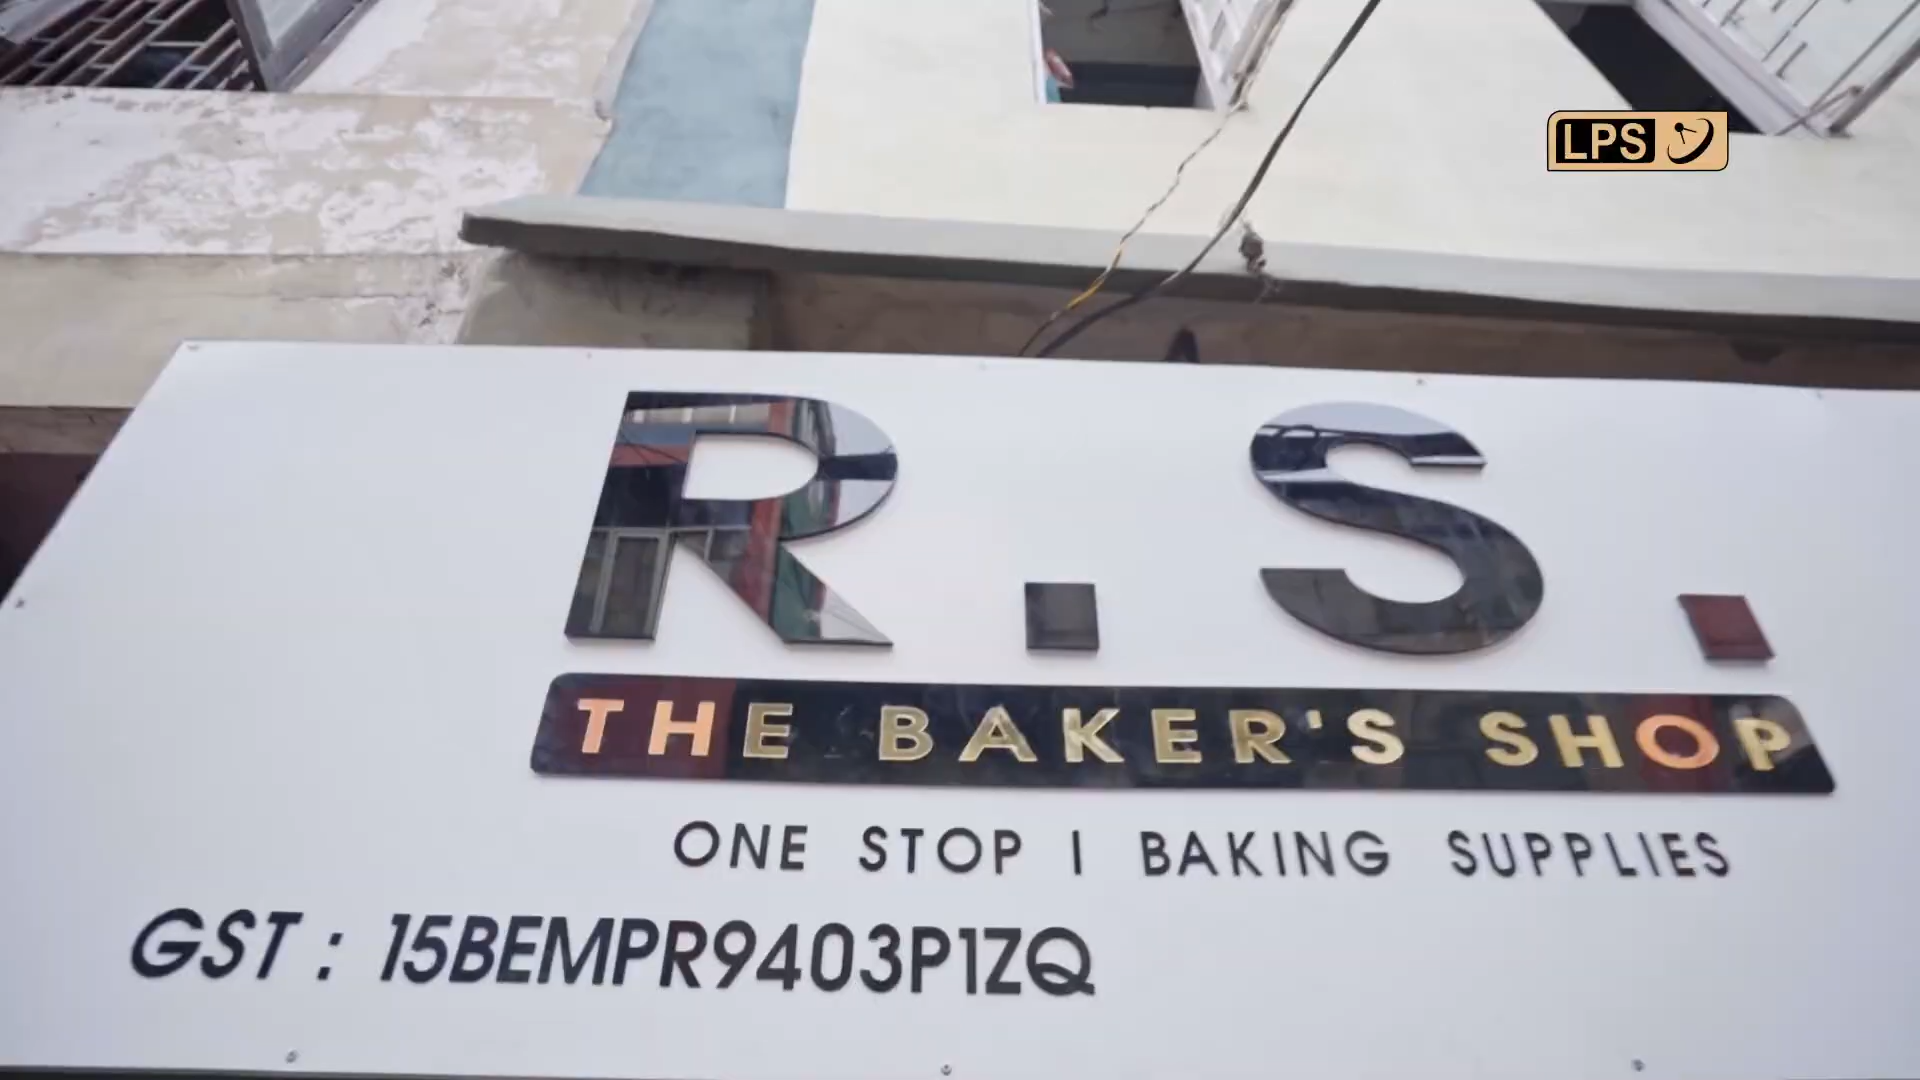 LPS
R.S.
THE BAKER'S SHOP
ONE STOP | BAKING SUPPLIES
GST : 15BEMPR9403P1ZQ